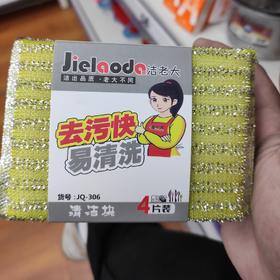 Jielaoda洁老大
洁出品质·老大不同
去污快
易清洗
货号:JQ-306
清洁块
4片装